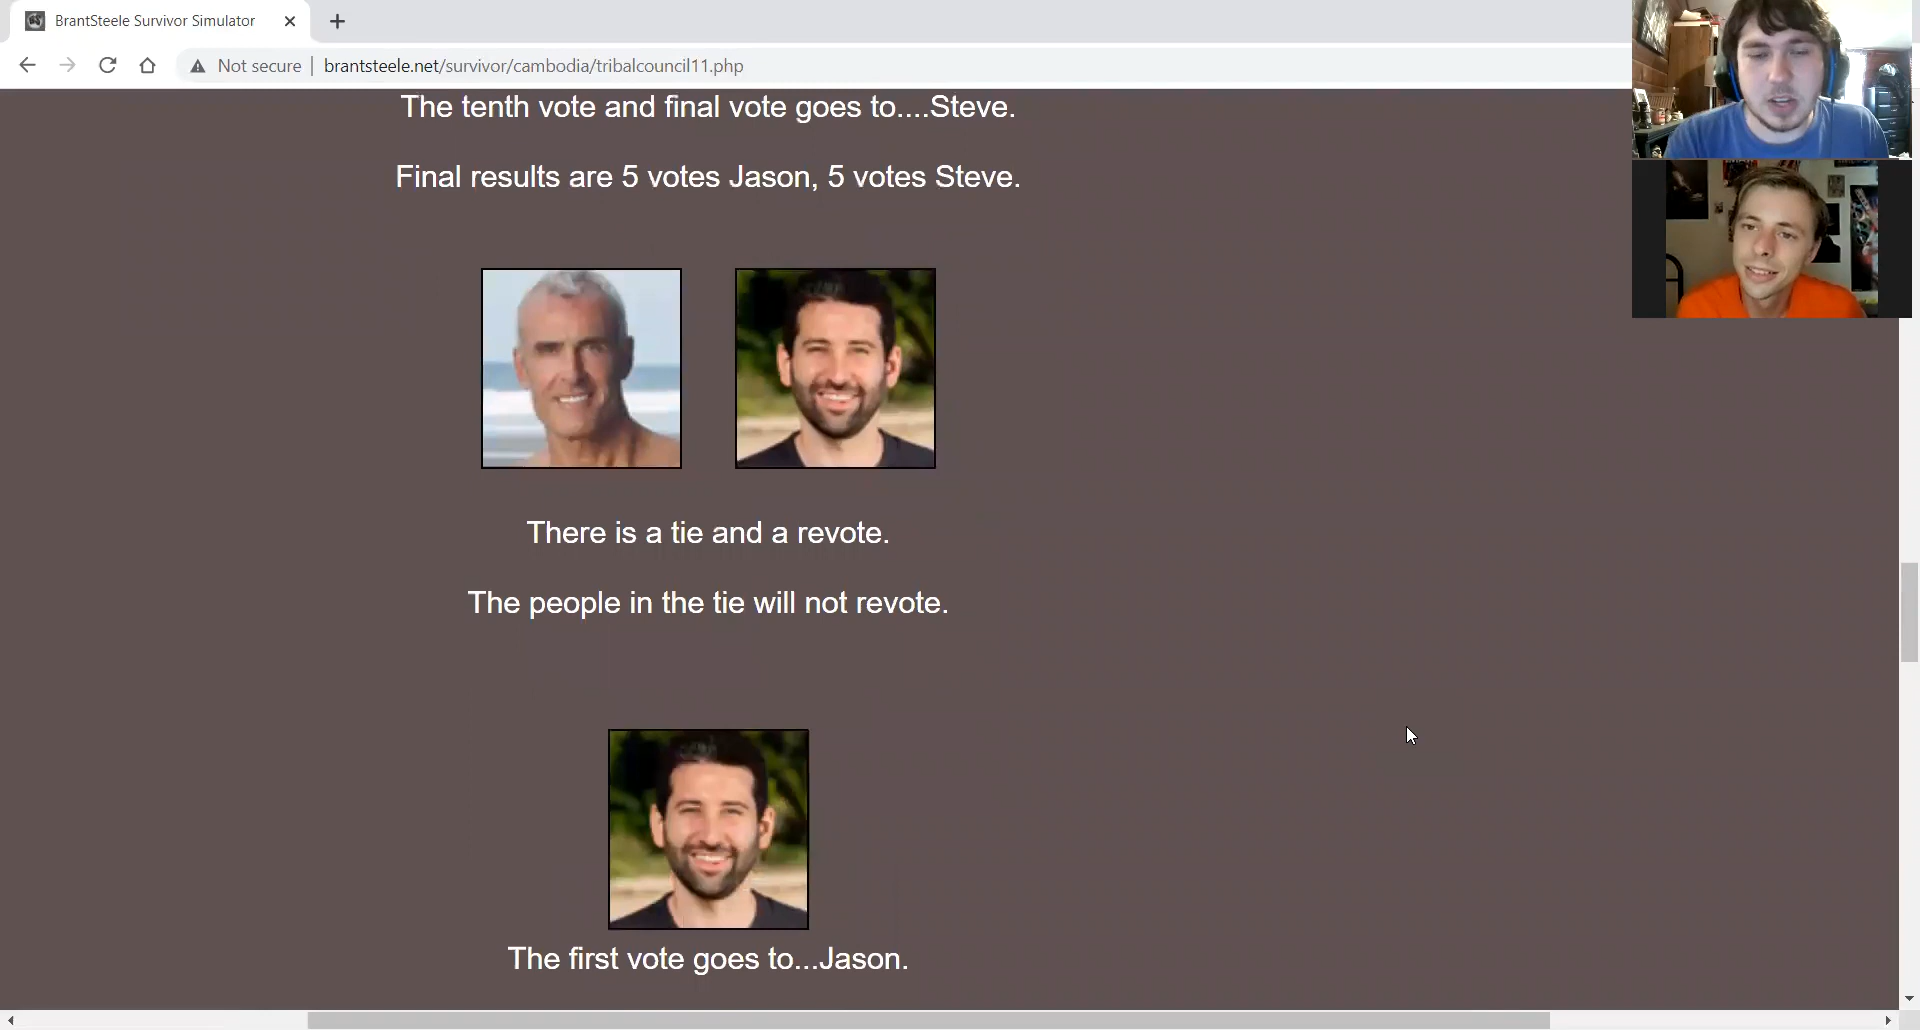 BrantSteele Survivor Simulator
Not secure
brantsteele.net/survivor/cambodia/tribalcouncil11.php
The tenth vote and final vote goes to....Steve.
Final results are 5 votes Jason, 5 votes Steve.
There is a tie and a revote.
The people in the tie will not revote.
The first vote goes to...Jason.